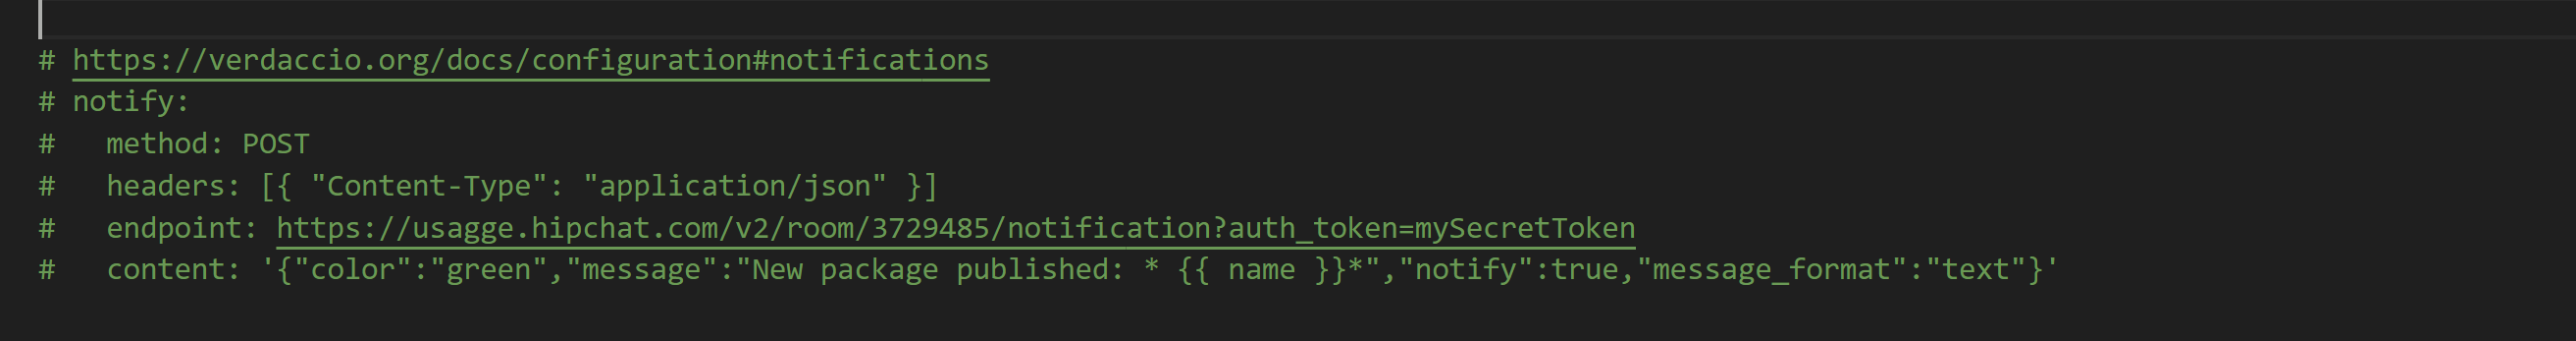 # https://verdaccio.org/docs/configuration#notifications
# notify:
#   method: POST
#   headers: [{ "Content-Type": "application/json" }]
#   endpoint: https://usagge.hipchat.com/v2/room/3729485/notification?auth_token=mySecretToken
#   content: '{"color":"green","message":"New package published: * {{ name }}*","notify":true,"message_format":"text"}'